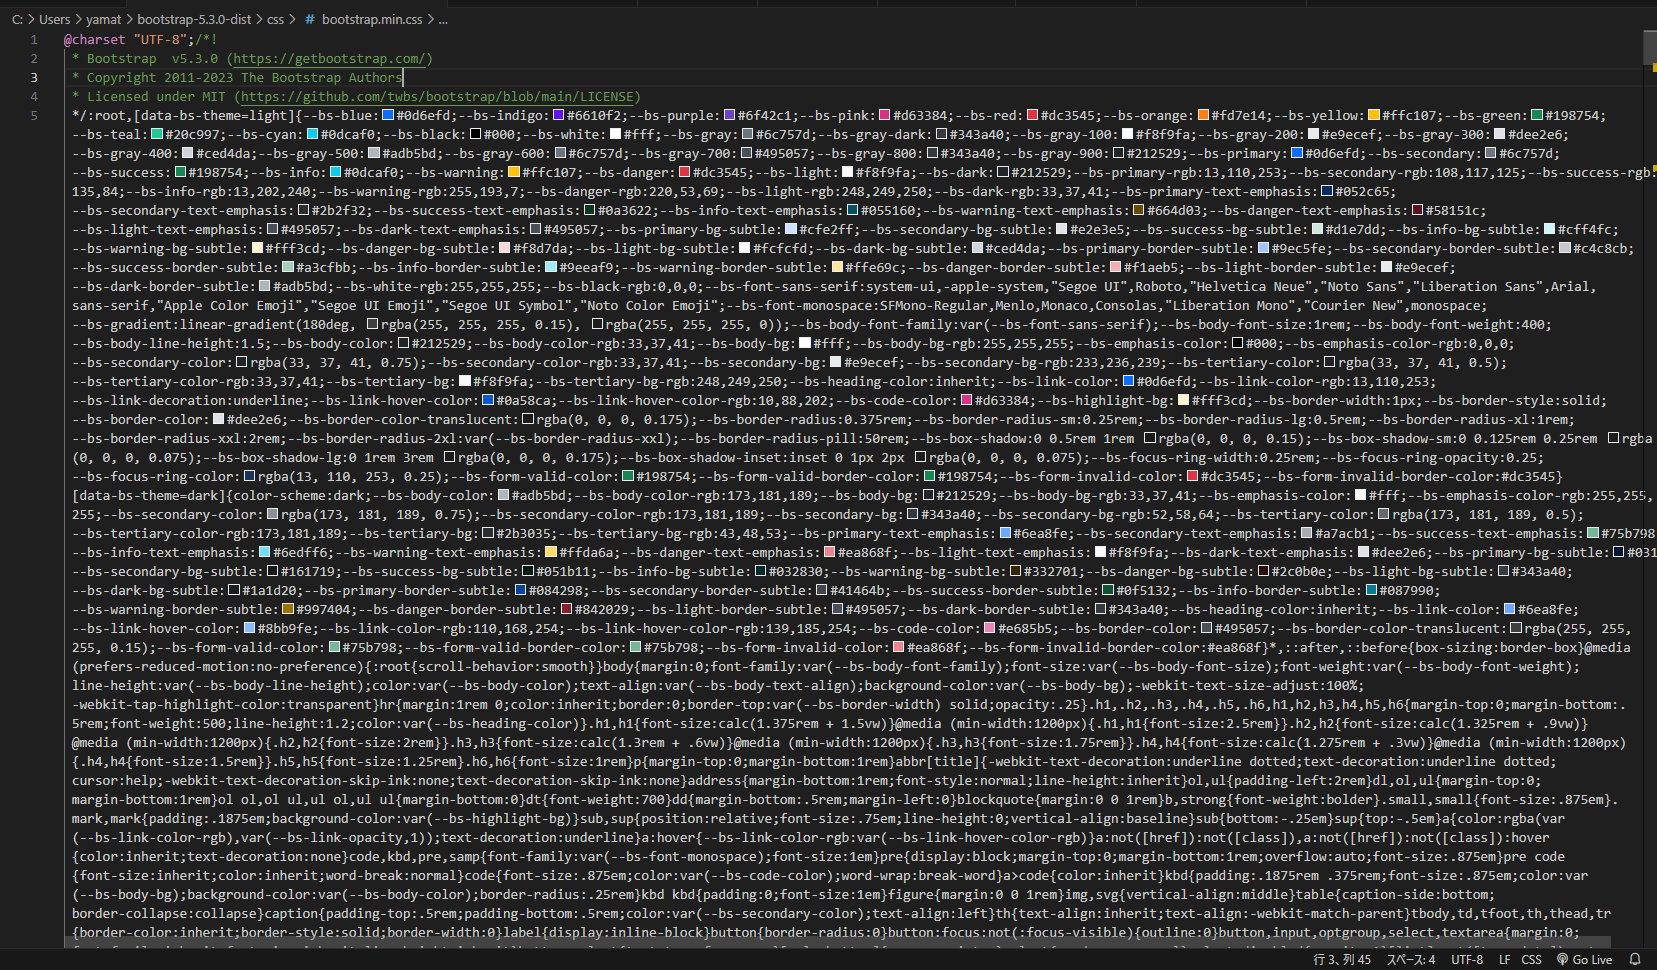 C: > Users > yamat > bootstrap-5.3.0-dist > css > # bootstrap.min.css > ...
1 @charset "UTF-8";/*!
2 * Bootstrap  v5.3.0 (https://getbootstrap.com/)
3 * Copyright 2011-2023 The Bootstrap Authors
4 * Licensed under MIT (https://github.com/twbs/bootstrap/blob/main/LICENSE)
5 */:root,[data-bs-theme=light]{--bs-blue:#0d6efd;--bs-indigo:#6610f2;--bs-purple:#6f42c1;--bs-pink:#d63384;--bs-red:#dc3545;--bs-orange:#fd7e14;--bs-yellow:#ffc107;--bs-green:#198754;
--bs-teal:#20c997;--bs-cyan:#0dcaf0;--bs-black:#000;--bs-white:#fff;--bs-gray:#6c757d;--bs-gray-dark:#343a40;--bs-gray-100:#f8f9fa;--bs-gray-200:#e9ecef;--bs-gray-300:#dee2e6;
--bs-gray-400:#ced4da;--bs-gray-500:#adb5bd;--bs-gray-600:#6c757d;--bs-gray-700:#495057;--bs-gray-800:#343a40;--bs-gray-900:#212529;--bs-primary:#0d6efd;--bs-secondary:#6c757d;
--bs-success:#198754;--bs-info:#0dcaf0;--bs-warning:#ffc107;--bs-danger:#dc3545;--bs-light:#f8f9fa;--bs-dark:#212529;--bs-primary-rgb:13,110,253;--bs-secondary-rgb:108,117,125;--bs-success-rgb:
135,84;--bs-info-rgb:13,202,240;--bs-warning-rgb:255,193,7;--bs-danger-rgb:220,53,69;--bs-light-rgb:248,249,250;--bs-dark-rgb:33,37,41;--bs-primary-text-emphasis:#052c65;
--bs-secondary-text-emphasis:#2b2f32;--bs-success-text-emphasis:#0a3622;--bs-info-text-emphasis:#055160;--bs-warning-text-emphasis:#664d03;--bs-danger-text-emphasis:#58151c;
--bs-light-text-emphasis:#495057;--bs-dark-text-emphasis:#495057;--bs-primary-bg-subtle:#cfe2ff;--bs-secondary-bg-subtle:#e2e3e5;--bs-success-bg-subtle:#d1e7dd;--bs-info-bg-subtle:#cff4fc;
--bs-warning-bg-subtle:#fff3cd;--bs-danger-bg-subtle:#f8d7da;--bs-light-bg-subtle:#fcfcfd;--bs-dark-bg-subtle:#ced4da;--bs-primary-border-subtle:#9ec5fe;--bs-secondary-border-subtle:#c4c8cb;
--bs-success-border-subtle:#a3cfbb;--bs-info-border-subtle:#9eeaf9;--bs-warning-border-subtle:#ffe69c;--bs-danger-border-subtle:#f1aeb5;--bs-light-border-subtle:#e9ecef;
--bs-dark-border-subtle:#adb5bd;--bs-white-rgb:255,255,255;--bs-black-rgb:0,0,0;--bs-font-sans-serif:system-ui,-apple-system,"Segoe UI",Roboto,"Helvetica Neue","Noto Sans","Liberation Sans",Arial,
sans-serif,"Apple Color Emoji","Segoe UI Emoji","Segoe UI Symbol","Noto Color Emoji";--bs-font-monospace:SFMono-Regular,Menlo,Monaco,Consolas,"Liberation Mono","Courier New",monospace;
--bs-gradient:linear-gradient(180deg, rgba(255, 255, 255, 0.15), rgba(255, 255, 255, 0));--bs-body-font-family:var(--bs-font-sans-serif);--bs-body-font-size:1rem;--bs-body-font-weight:400;
--bs-body-line-height:1.5;--bs-body-color:#212529;--bs-body-color-rgb:33,37,41;--bs-body-bg:#fff;--bs-body-bg-rgb:255,255,255;--bs-emphasis-color:#000;--bs-emphasis-color-rgb:0,0,0;
--bs-secondary-color:rgba(33, 37, 41, 0.75);--bs-secondary-color-rgb:33,37,41;--bs-secondary-bg:#e9ecef;--bs-secondary-bg-rgb:233,236,239;--bs-tertiary-color:rgba(33, 37, 41, 0.5);
--bs-tertiary-color-rgb:33,37,41;--bs-tertiary-bg:#f8f9fa;--bs-tertiary-bg-rgb:248,249,250;--bs-heading-color:inherit;--bs-link-color:#0d6efd;--bs-link-color-rgb:13,110,253;
--bs-link-decoration:underline;--bs-link-hover-color:#0a58ca;--bs-link-hover-color-rgb:10,88,202;--bs-code-color:#d63384;--bs-highlight-bg:#fff3cd;--bs-border-width:1px;--bs-border-style:solid;
--bs-border-color:#dee2e6;--bs-border-color-translucent:rgba(0, 0, 0, 0.175);--bs-border-radius:0.375rem;--bs-border-radius-sm:0.25rem;--bs-border-radius-lg:0.5rem;--bs-border-radius-xl:1rem;
--bs-border-radius-xxl:2rem;--bs-border-radius-2xl:var(--bs-border-radius-xxl);--bs-border-radius-pill:50rem;--bs-box-shadow:0 0.5rem 1rem rgba(0, 0, 0, 0.15);--bs-box-shadow-sm:0 0.125rem 0.25rem rgba
(0, 0, 0, 0.075);--bs-box-shadow-lg:0 1rem 3rem rgba(0, 0, 0, 0.175);--bs-box-shadow-inset:inset 0 1px 2px rgba(0, 0, 0, 0.075);--bs-focus-ring-width:0.25rem;--bs-focus-ring-opacity:0.25;
--bs-focus-ring-color:rgba(13, 110, 253, 0.25);--bs-form-valid-color:#198754;--bs-form-valid-border-color:#198754;--bs-form-invalid-color:#dc3545;--bs-form-invalid-border-color:#dc3545}
[data-bs-theme=dark]{color-scheme:dark;--bs-body-color:#adb5bd;--bs-body-color-rgb:173,181,189;--bs-body-bg:#212529;--bs-body-bg-rgb:33,37,41;--bs-emphasis-color:#fff;--bs-emphasis-color-rgb:255,255,
255;--bs-secondary-color:rgba(173, 181, 189, 0.75);--bs-secondary-color-rgb:173,181,189;--bs-secondary-bg:#343a40;--bs-secondary-bg-rgb:52,58,64;--bs-tertiary-color:rgba(173, 181, 189, 0.5);
--bs-tertiary-color-rgb:173,181,189;--bs-tertiary-bg:#2b3035;--bs-tertiary-bg-rgb:43,48,53;--bs-primary-text-emphasis:#6ea8fe;--bs-secondary-text-emphasis:#a7acb1;--bs-success-text-emphasis:#75b798
--bs-info-text-emphasis:#6edff6;--bs-warning-text-emphasis:#ffda6a;--bs-danger-text-emphasis:#ea868f;--bs-light-text-emphasis:#f8f9fa;--bs-dark-text-emphasis:#dee2e6;--bs-primary-bg-subtle:#031
--bs-secondary-bg-subtle:#161719;--bs-success-bg-subtle:#051b11;--bs-info-bg-subtle:#032830;--bs-warning-bg-subtle:#332701;--bs-danger-bg-subtle:#2c0b0e;--bs-light-bg-subtle:#343a40;
--bs-dark-bg-subtle:#1a1d20;--bs-primary-border-subtle:#084298;--bs-secondary-border-subtle:#41464b;--bs-success-border-subtle:#0f5132;--bs-info-border-subtle:#087990;
--bs-warning-border-subtle:#997404;--bs-danger-border-subtle:#842029;--bs-light-border-subtle:#495057;--bs-dark-border-subtle:#343a40;--bs-heading-color:inherit;--bs-link-color:#6ea8fe;
--bs-link-hover-color:#8bb9fe;--bs-link-color-rgb:110,168,254;--bs-link-hover-color-rgb:139,185,254;--bs-code-color:#e685b5;--bs-border-color:#495057;--bs-border-color-translucent:rgba(255, 255,
255, 0.15);--bs-form-valid-color:#75b798;--bs-form-valid-border-color:#75b798;--bs-form-invalid-color:#ea868f;--bs-form-invalid-border-color:#ea868f}*,::after,::before{box-sizing:border-box}@media
(prefers-reduced-motion:no-preference){:root{scroll-behavior:smooth}}body{margin:0;font-family:var(--bs-body-font-family);font-size:var(--bs-body-font-size);font-weight:var(--bs-body-font-weight);
line-height:var(--bs-body-line-height);color:var(--bs-body-color);text-align:var(--bs-body-text-align);background-color:var(--bs-body-bg);-webkit-text-size-adjust:100%;
-webkit-tap-highlight-color:transparent}hr{margin:1rem 0;color:inherit;border:0;border-top:var(--bs-border-width) solid;opacity:.25}.h1,.h2,.h3,.h4,.h5,.h6,h1,h2,h3,h4,h5,h6{margin-top:0;margin-bottom:.
5rem;font-weight:500;line-height:1.2;color:var(--bs-heading-color)}.h1,h1{font-size:calc(1.375rem + 1.5vw)}@media (min-width:1200px){.h1,h1{font-size:2.5rem}}.h2,h2{font-size:calc(1.325rem + .9vw)}
@media (min-width:1200px){.h2,h2{font-size:2rem}}.h3,h3{font-size:calc(1.3rem + .6vw)}@media (min-width:1200px){.h3,h3{font-size:1.75rem}}.h4,h4{font-size:calc(1.275rem + .3vw)}@media (min-width:1200px)
{.h4,h4{font-size:1.5rem}}.h5,h5{font-size:1.25rem}.h6,h6{font-size:1rem}p{margin-top:0;margin-bottom:1rem}abbr[title]{-webkit-text-decoration:underline dotted;text-decoration:underline dotted;
cursor:help;-webkit-text-decoration-skip-ink:none;text-decoration-skip-ink:none}address{margin-bottom:1rem;font-style:normal;line-height:inherit}ol,ul{padding-left:2rem}dl,ol,ul{margin-top:0;
margin-bottom:1rem}ol ol,ol ul,ul ol,ul ul{margin-bottom:0}dt{font-weight:700}dd{margin-bottom:.5rem;margin-left:0}blockquote{margin:0 0 1rem}b,strong{font-weight:bolder}.small,small{font-size:.875em}.
mark,mark{padding:.1875em;background-color:var(--bs-highlight-bg)}sub,sup{position:relative;font-size:.75em;line-height:0;vertical-align:baseline}sub{bottom:-.25em}sup{top:-.5em}a{color:rgba(var
(--bs-link-color-rgb),var(--bs-link-opacity,1));text-decoration:underline}a:hover{--bs-link-color-rgb:var(--bs-link-hover-color-rgb)}a:not([href]):not([class]),a:not([href]):not([class]):hover
{color:inherit;text-decoration:none}code,kbd,pre,samp{font-family:var(--bs-font-monospace);font-size:1em}pre{display:block;margin-top:0;margin-bottom:1rem;overflow:auto;font-size:.875em}pre code
{font-size:inherit;color:inherit;word-break:normal}code{font-size:.875em;color:var(--bs-code-color);word-wrap:break-word}a>code{color:inherit}kbd{padding:.1875rem .375rem;font-size:.875em;color:var
(--bs-body-bg);background-color:var(--bs-body-color);border-radius:.25rem}kbd kbd{padding:0;font-size:1em}figure{margin:0 0 1rem}img,svg{vertical-align:middle}table{caption-side:bottom;
border-collapse:collapse}caption{padding-top:.5rem;padding-bottom:.5rem;color:var(--bs-secondary-color);text-align:left}th{text-align:inherit;text-align:-webkit-match-parent}tbody,td,tfoot,th,thead,tr
{border-color:inherit;border-style:solid;border-width:0}label{display:inline-block}button{border-radius:0}button:focus:not(:focus-visible){outline:0}button,input,optgroup,select,textarea{margin:0;
行 3、列 45 スペース: 4 UTF-8 LF CSS Go Live